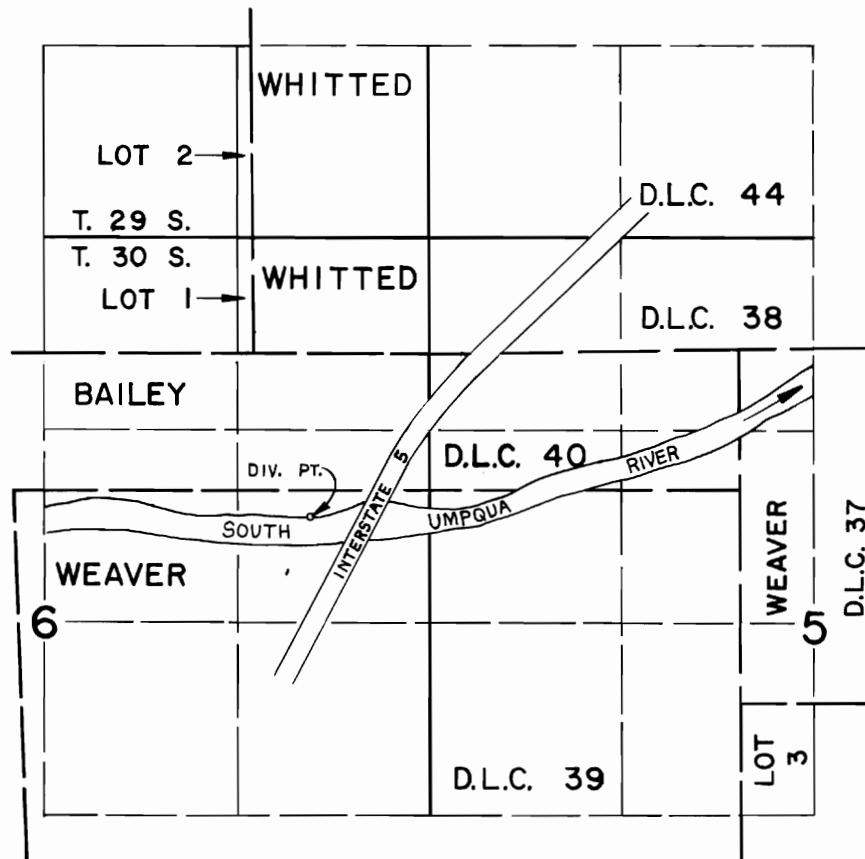 WHITTED
LOT 2
D.L.C. 44
T. 29 S.
T. 30 S.
WHITTED
LOT 1
D.L.C. 38
BAILEY
D.L.C. 40
RIVER
DIV. PT.
INTERSTATE 5
UMPQUA
SOUTH
WEAVER
WEAVER
D.L.C. 37
6
5
LOT 3
D.L.C. 39